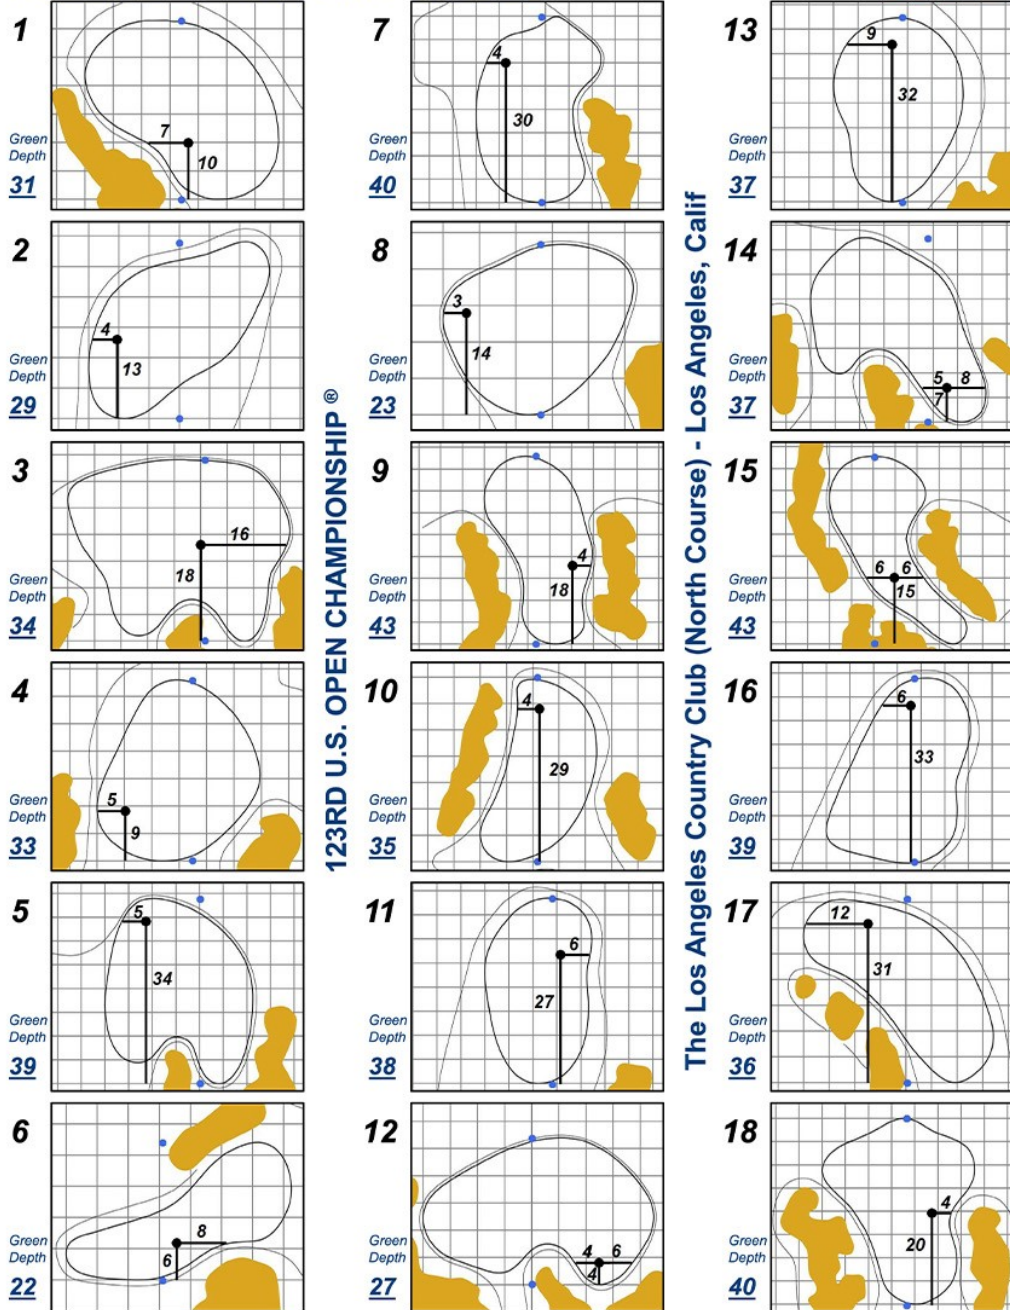 1
7
10
Green
Depth
31
2
4
13
Green
Depth
29
3
16
18
Green
Depth
34
4
5
9
Green
Depth
33
5
5
34
Green
Depth
39
6
8
6
Green
Depth
22
123RD U.S. OPEN CHAMPIONSHIP ®
7
4
30
Green
Depth
40
8
3
14
Green
Depth
23
9
4
18
Green
Depth
43
10
4
29
Green
Depth
35
11
6
27
Green
Depth
38
12
4 6
4
Green
Depth
27
The Los Angeles Country Club (North Course) - Los Angeles, Calif
13
9
32
Green
Depth
37
14
5 8
7
Green
Depth
37
15
6 6
15
Green
Depth
43
16
6
33
Green
Depth
39
17
12
31
Green
Depth
36
18
4
20
Green
Depth
40